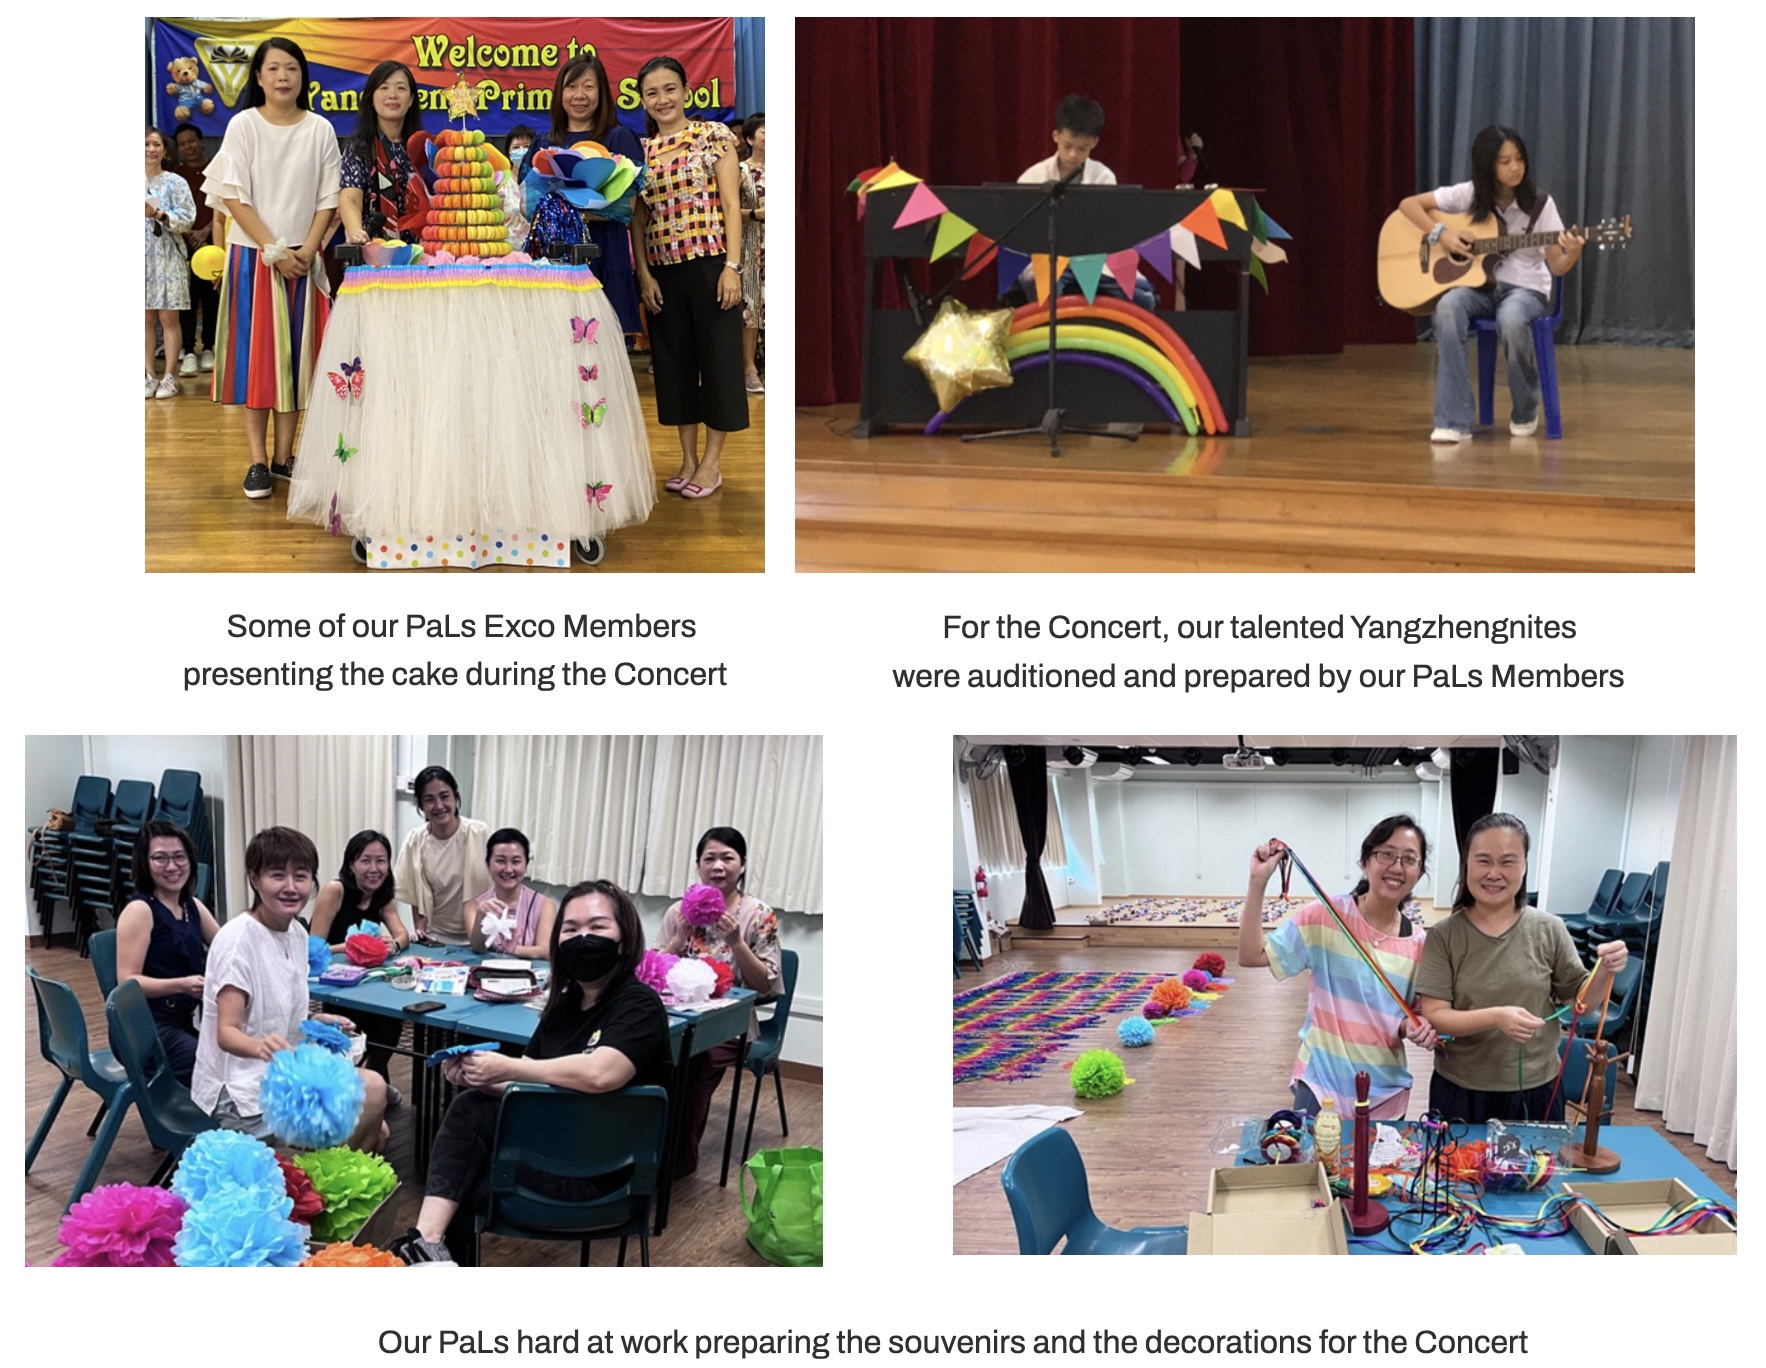 Welcome to
Some of our PaLs Exco Members
presenting the cake during the Concert
For the Concert, our talented Yangzhengnites
were auditioned and prepared by our PaLs Members
Our PaLs hard at work preparing the souvenirs and the decorations for the Concert